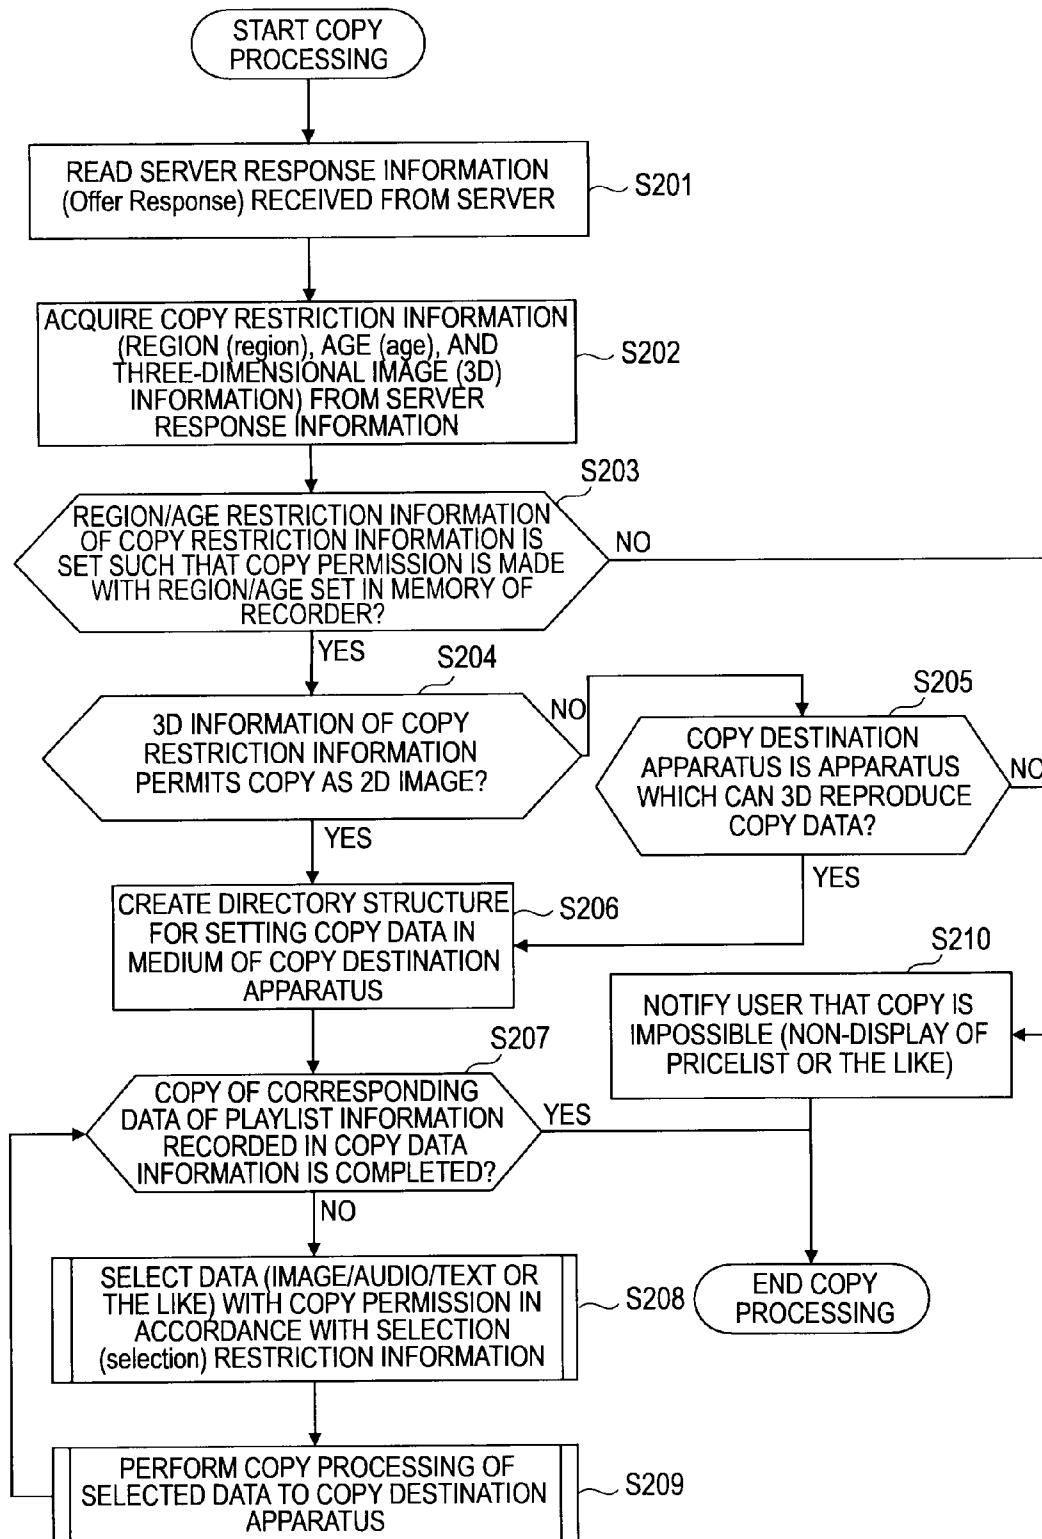 START COPY
PROCESSING
READ SERVER RESPONSE INFORMATION
(Offer Response) RECEIVED FROM SERVER
S201
ACQUIRE COPY RESTRICTION INFORMATION
(REGION (region), AGE (age), AND
THREE-DIMENSIONAL IMAGE (3D)
INFORMATION) FROM SERVER
RESPONSE INFORMATION
S202
S203
REGION/AGE RESTRICTION INFORMATION
OF COPY RESTRICTION INFORMATION IS
SET SUCH THAT COPY PERMISSION IS MADE
WITH REGION/AGE SET IN MEMORY OF
RECORDER?
NO
YES
S204
3D INFORMATION OF COPY
RESTRICTION INFORMATION
PERMITS COPY AS 2D IMAGE?
NO
YES
S205
COPY DESTINATION
APPARATUS IS APPARATUS
WHICH CAN 3D REPRODUCE
COPY DATA?
NO
YES
CREATE DIRECTORY STRUCTURE
FOR SETTING COPY DATA IN
MEDIUM OF COPY DESTINATION
APPARATUS
S206
S210
NOTIFY USER THAT COPY IS
IMPOSSIBLE (NON-DISPLAY OF
PRICELIST OR THE LIKE)
S207
COPY OF CORRESPONDING
DATA OF PLAYLIST INFORMATION
RECORDED IN COPY DATA
INFORMATION IS COMPLETED?
YES
NO
SELECT DATA (IMAGE/AUDIO/TEXT OR
THE LIKE) WITH COPY PERMISSION IN
ACCORDANCE WITH SELECTION
(selection) RESTRICTION INFORMATION
S208
END COPY
PROCESSING
PERFORM COPY PROCESSING OF
SELECTED DATA TO COPY DESTINATION
APPARATUS
S209